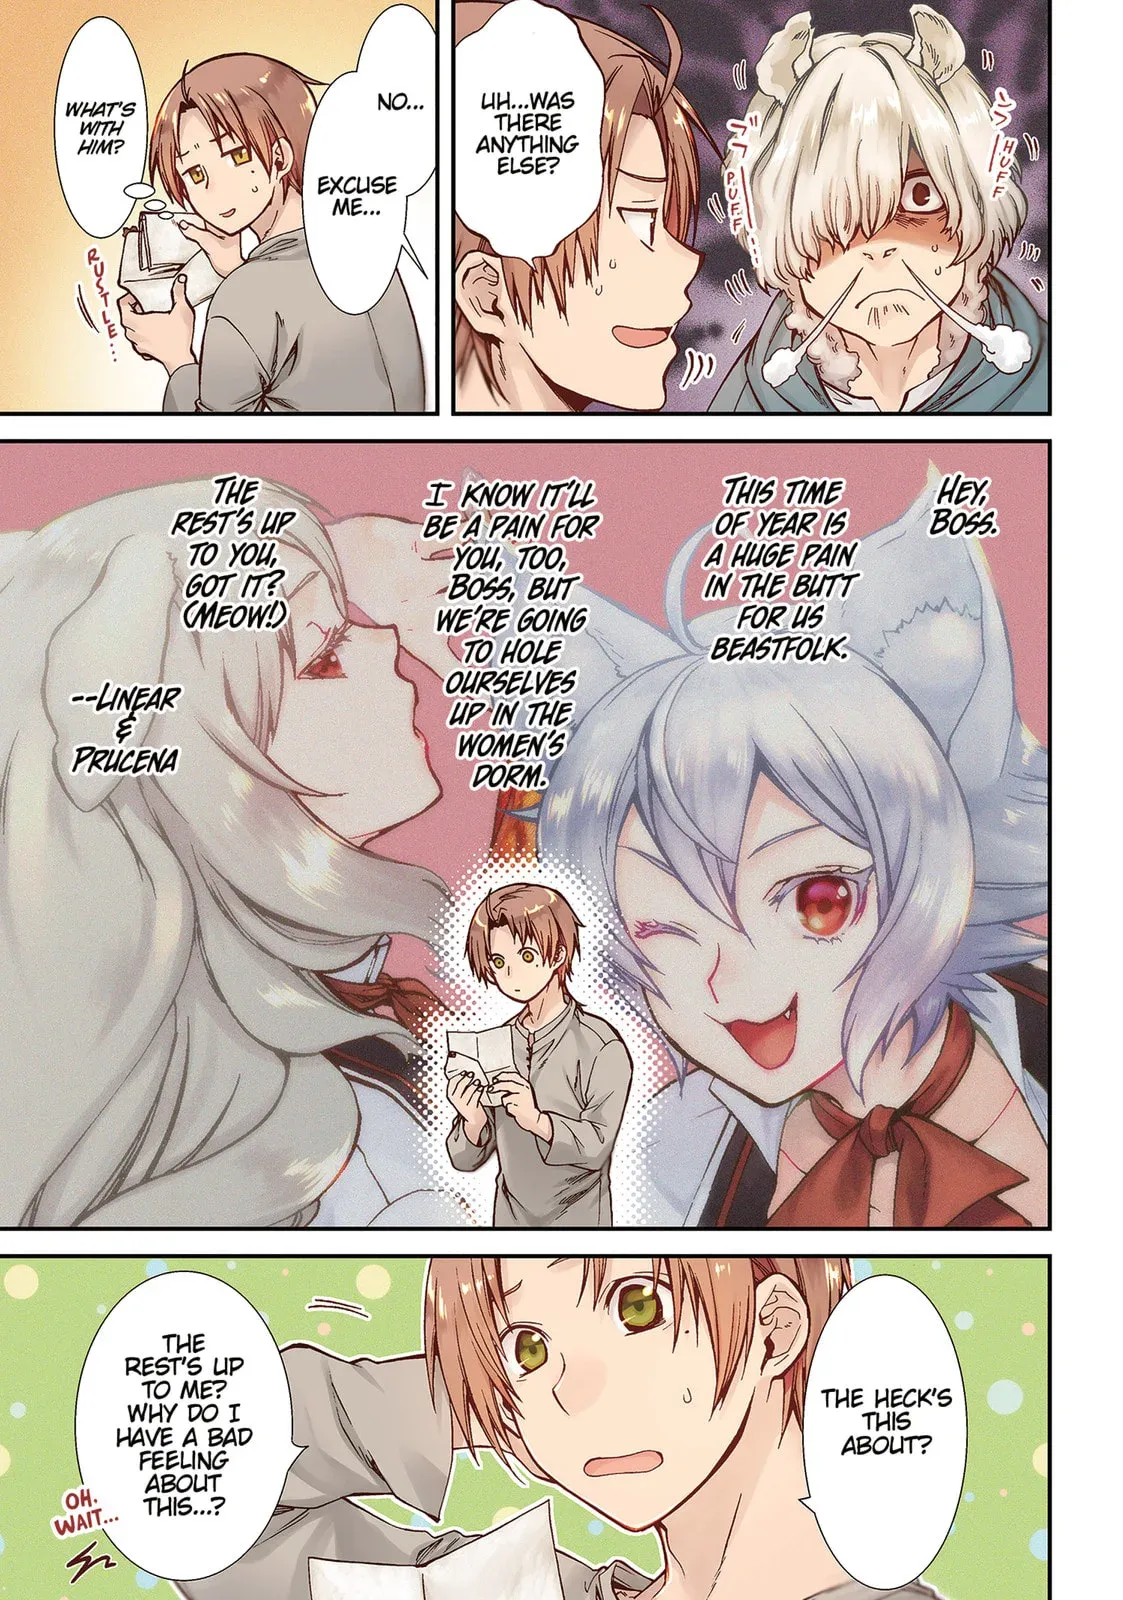 UH...WAS
THERE
ANYTHING
ELSE?
HUFF
PUFF
NO...
EXCUSE
ME...
WHAT'S
WITH
HIM?
RUSTLE...
HEY,
BOSS.
THIS TIME
OF YEAR IS
A HUGE PAIN
IN THE BUTT
FOR US
BEASTFOLK.
I KNOW IT'LL
BE A PAIN FOR
YOU, TOO,
BOSS, BUT
WE'RE GOING
TO HOLE
OURSELVES
UP IN THE
WOMEN'S
DORM.
THE
REST'S UP
TO YOU,
GOT IT?
(MEOW!)
--LINEAR
&
PRUCENA
THE HECK'S
THIS
ABOUT?
THE
REST'S UP
TO ME?
WHY DO I
HAVE A BAD
FEELING
ABOUT
THIS...?
OH,
WAIT...